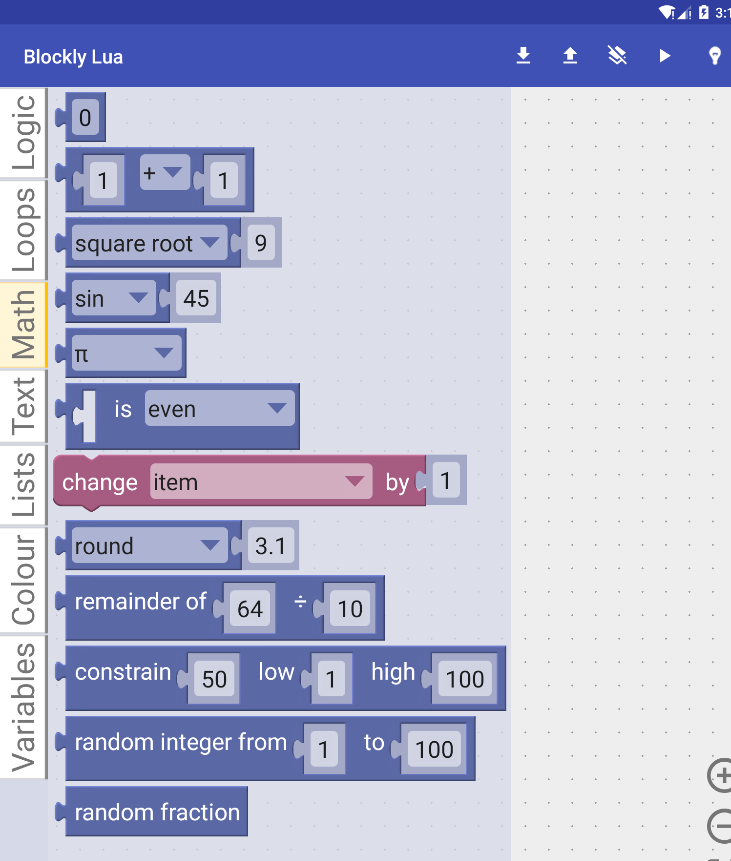 3:1
Blockly Lua
Logic
Loops
Math
Text
Lists
Colour
Variables
0
1 + 1
square root 9
sin 45
π
is even
change item by 1
round 3.1
remainder of 64 ÷ 10
constrain 50 low 1 high 100
random integer from 1 to 100
random fraction